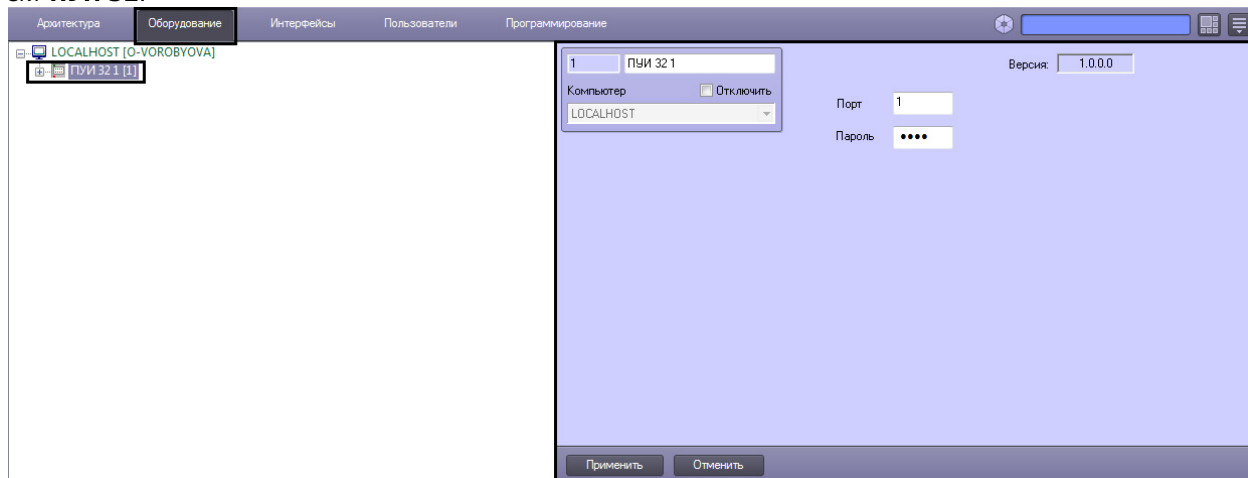 Архитектура Оборудование Интерфейсы Пользователи Программирование
LOCALHOST [O-VOROBYOVA]
ПУИ 32 1 [1]
1 ПУИ 32 1
Компьютер Отключить
LOCALHOST
Версия: 1.0.0.0
Порт 1
Пароль ••••
Применить Отменить